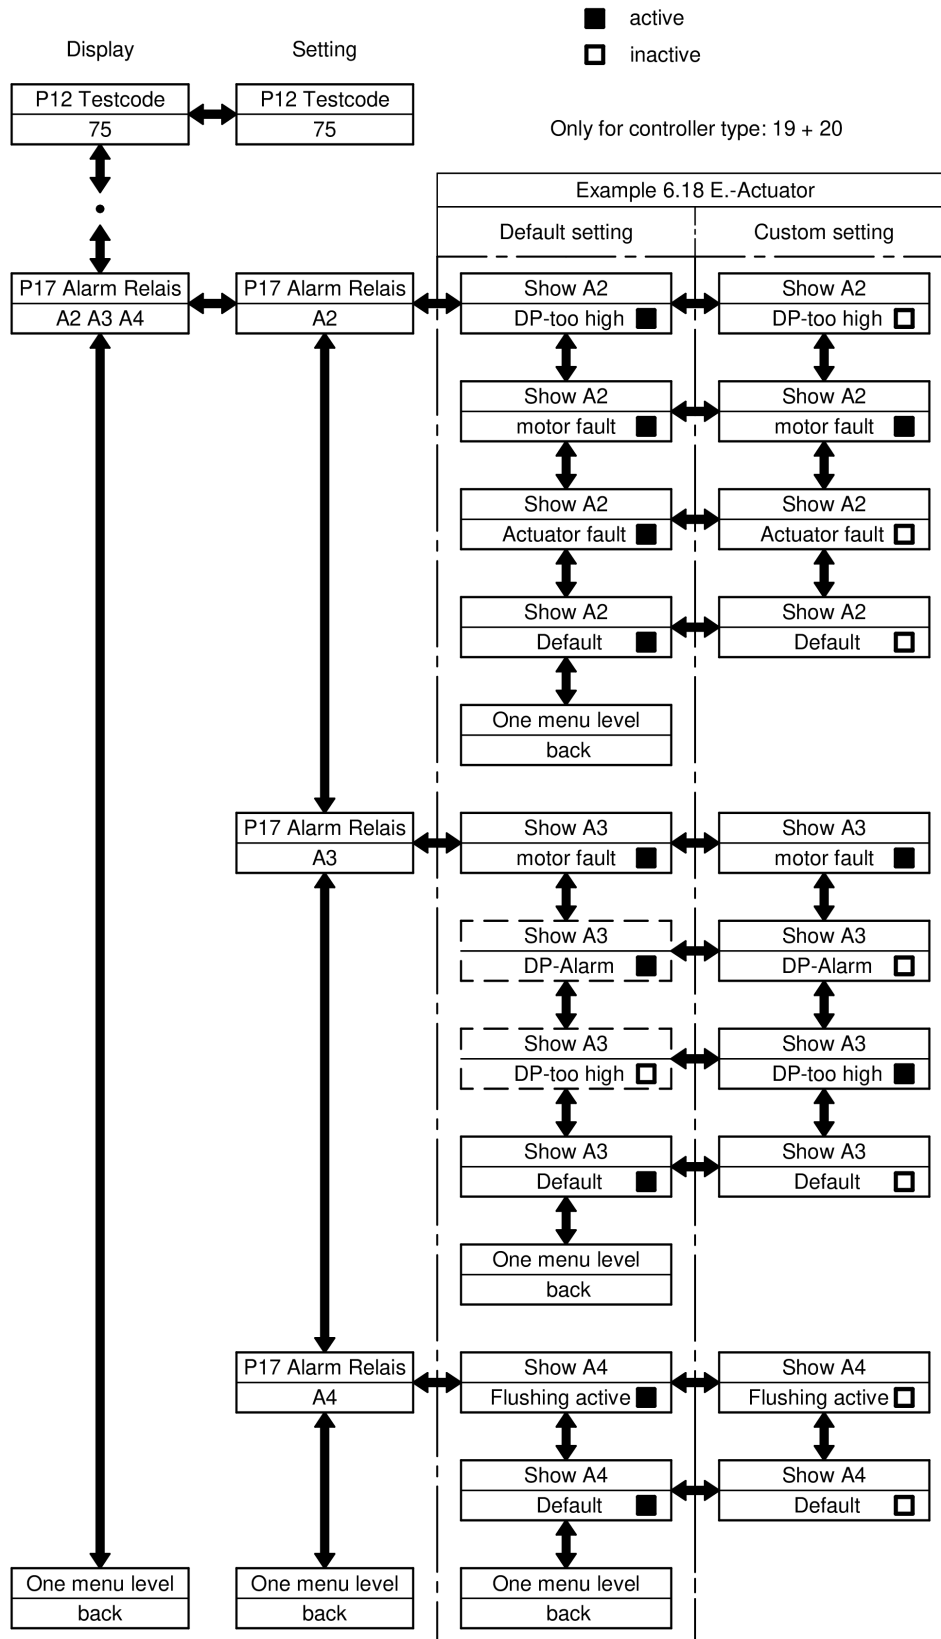 active
inactive
Display
Setting
P12 Testcode
75
P12 Testcode
75
Only for controller type: 19 + 20
Example 6.18 E.-Actuator
Default setting
Custom setting
P17 Alarm Relais
A2 A3 A4
P17 Alarm Relais
A2
Show A2
DP-too high
Show A2
DP-too high
Show A2
motor fault
Show A2
motor fault
Show A2
Actuator fault
Show A2
Actuator fault
Show A2
Default
Show A2
Default
One menu level
back
P17 Alarm Relais
A3
Show A3
motor fault
Show A3
motor fault
Show A3
DP-Alarm
Show A3
DP-Alarm
Show A3
DP-too high
Show A3
DP-too high
Show A3
Default
Show A3
Default
One menu level
back
P17 Alarm Relais
A4
Show A4
Flushing active
Show A4
Flushing active
Show A4
Default
Show A4
Default
One menu level
back
One menu level
back
One menu level
back